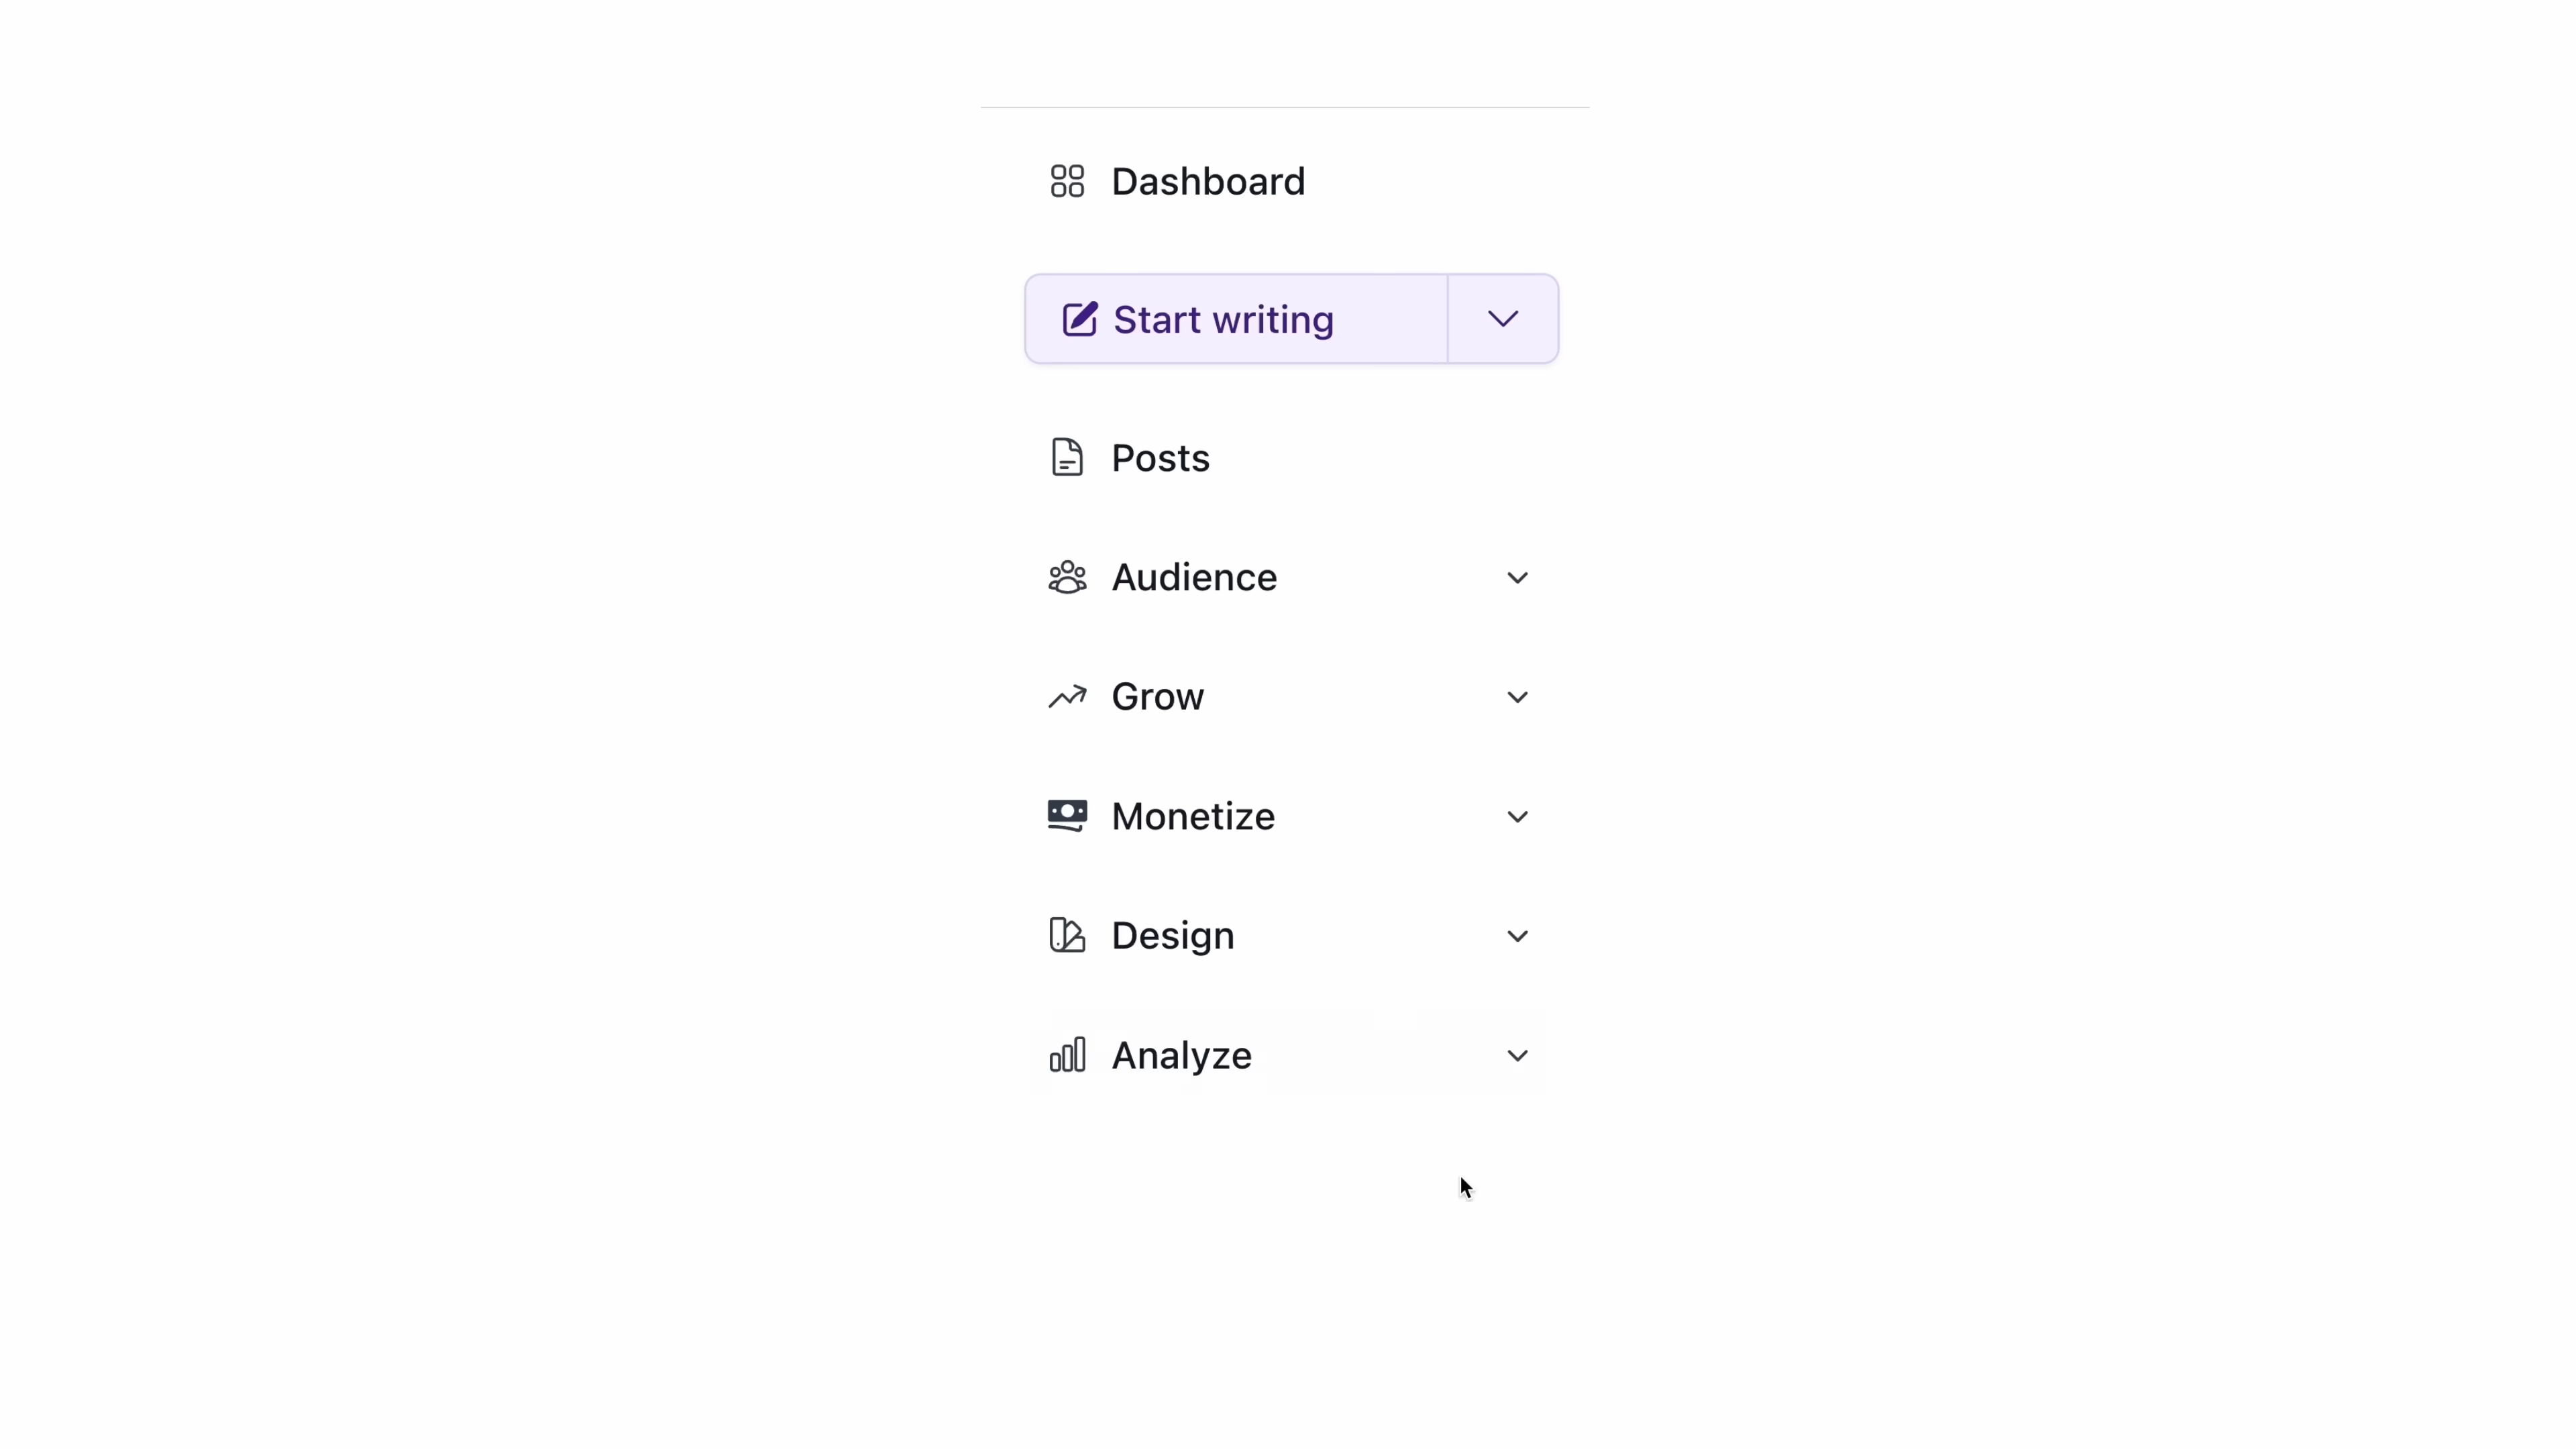 Dashboard
Start writing
Posts
Audience
Grow
Monetize
Design
Analyze